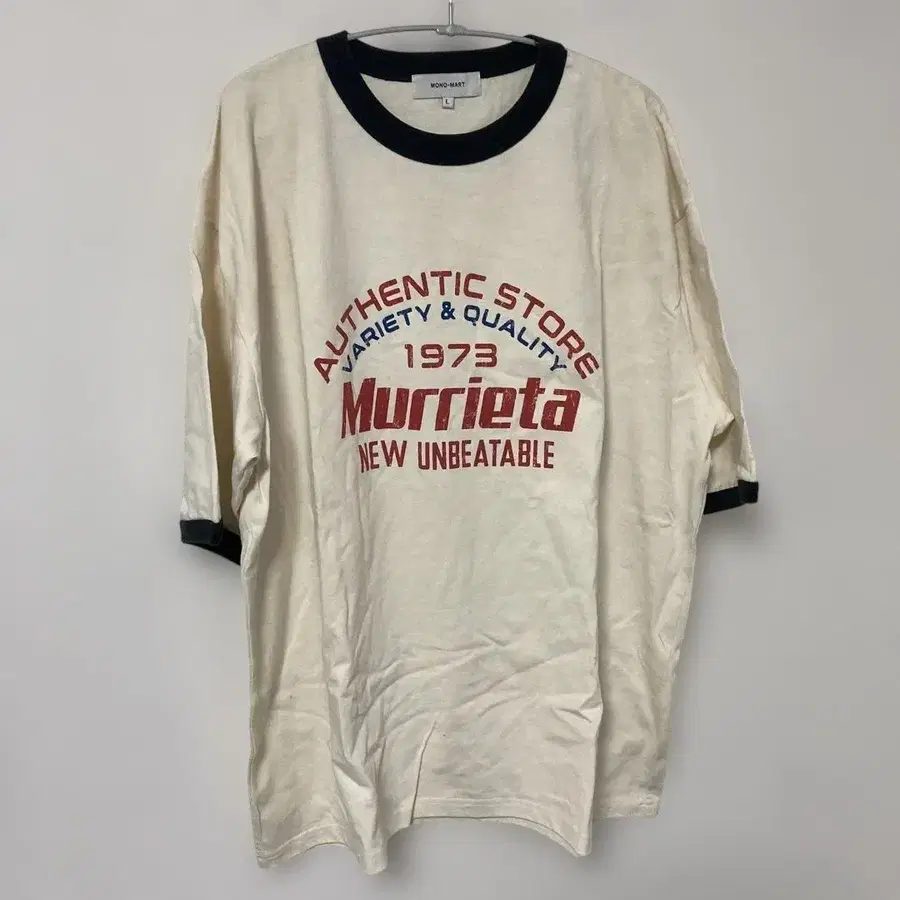 MONO-MART
L
AUTHENTIC STORE
VARIETY & QUALITY
1973
Murrieta
NEW UNBEATABLE